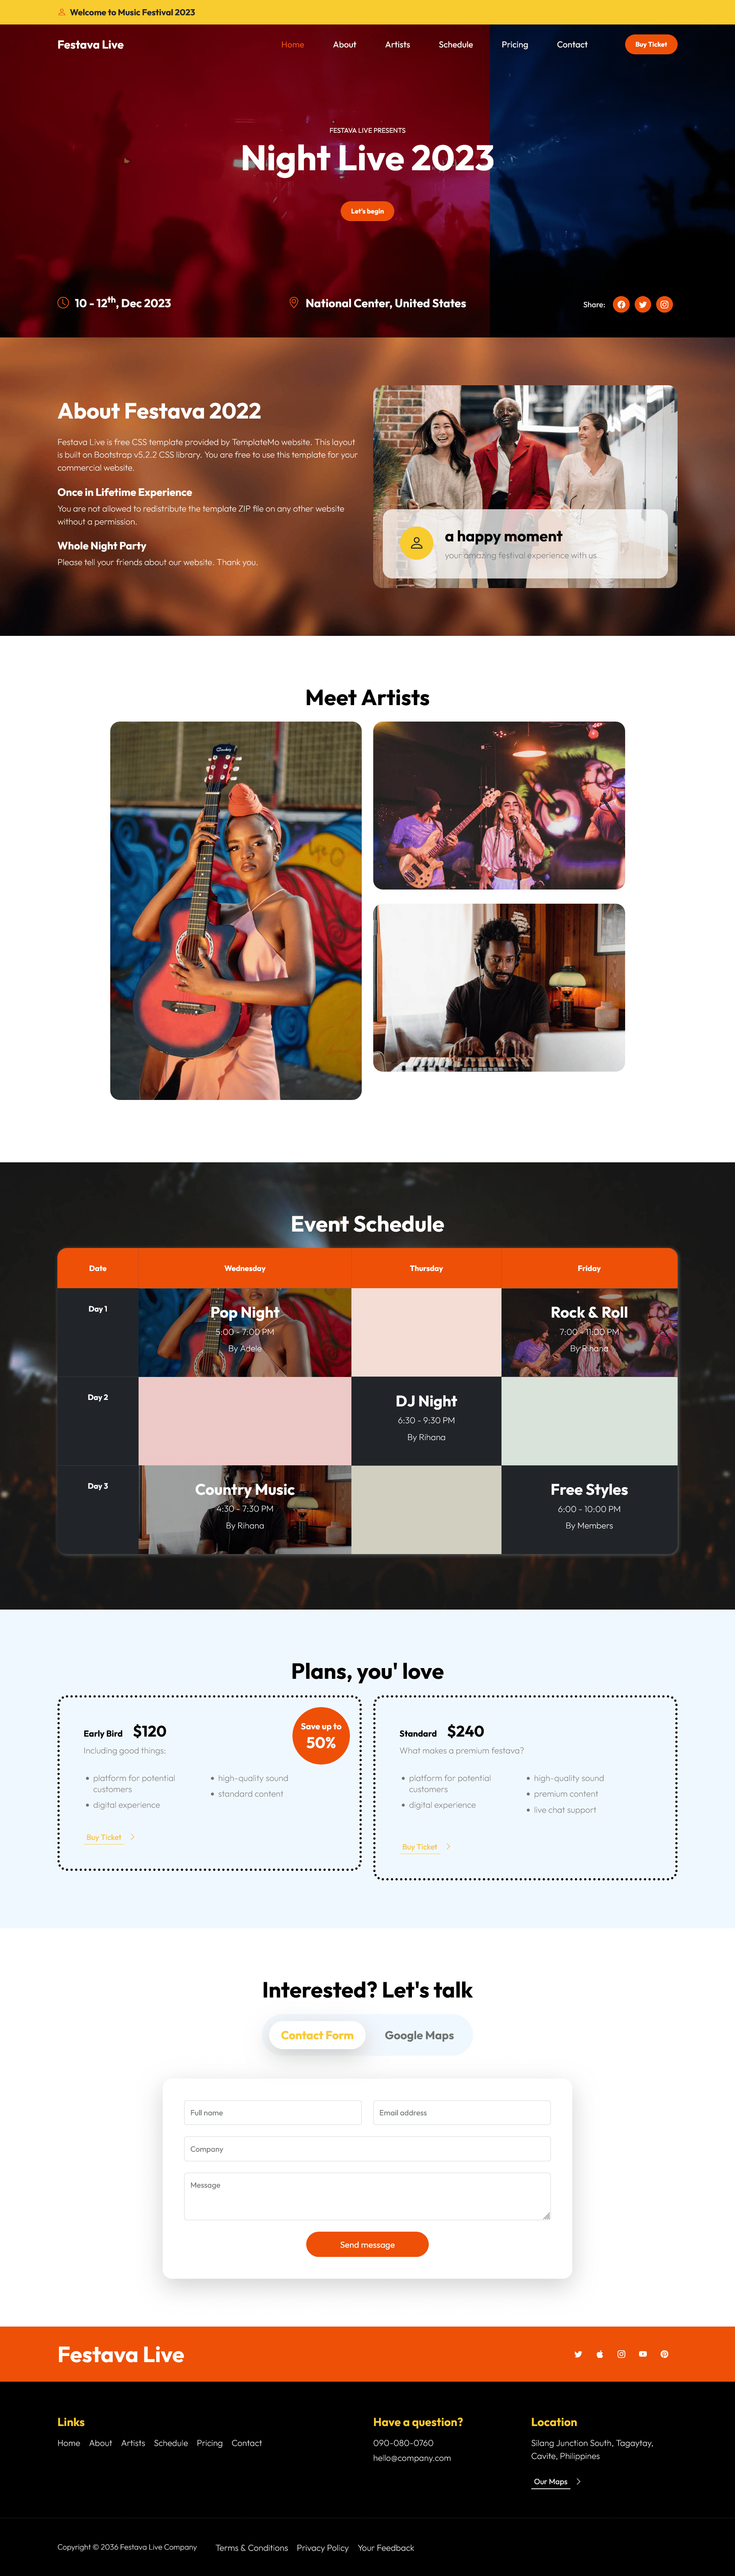 Welcome to Music Festival 2023
Festava Live
Home
About
Artists
Schedule
Pricing
Contact
Buy Ticket
FESTAVA LIVE PRESENTS
Night Live 2023
Let's begin
10 - 12th, Dec 2023
National Center, United States
Share:
About Festava 2022
Festava Live is free CSS template provided by TemplateMo website. This layout
is built on Bootstrap v5.2.2 CSS library. You are free to use this template for your
commercial website.
Once in Lifetime Experience
You are not allowed to redistribute the template ZIP file on any other website
without a permission.
Whole Night Party
Please tell your friends about our website. Thank you.
a happy moment
your amazing festival experience with us
Meet Artists
Event Schedule
Date
Wednesday
Thursday
Friday
Day 1
Pop Night
5:00 - 7:00 PM
By Adele
Rock & Roll
7:00 - 11:00 PM
By Rihana
Day 2
DJ Night
6:30 - 9:30 PM
By Rihana
Day 3
Country Music
4:30 - 7:30 PM
By Rihana
Free Styles
6:00 - 10:00 PM
By Members
Plans, you' love
Early Bird $120
Including good things:
Save up to
50%
platform for potential
customers
digital experience
high-quality sound
standard content
Buy Ticket
Standard $240
What makes a premium festava?
platform for potential
customers
digital experience
high-quality sound
premium content
live chat support
Buy Ticket
Interested? Let's talk
Contact Form
Google Maps
Full name
Email address
Company
Message
Send message
Festava Live
Links
Home
About
Artists
Schedule
Pricing
Contact
Have a question?
090-080-0760
hello@company.com
Location
Silang Junction South, Tagaytay,
Cavite, Philippines
Our Maps
Copyright © 2036 Festava Live Company
Terms & Conditions
Privacy Policy
Your Feedback